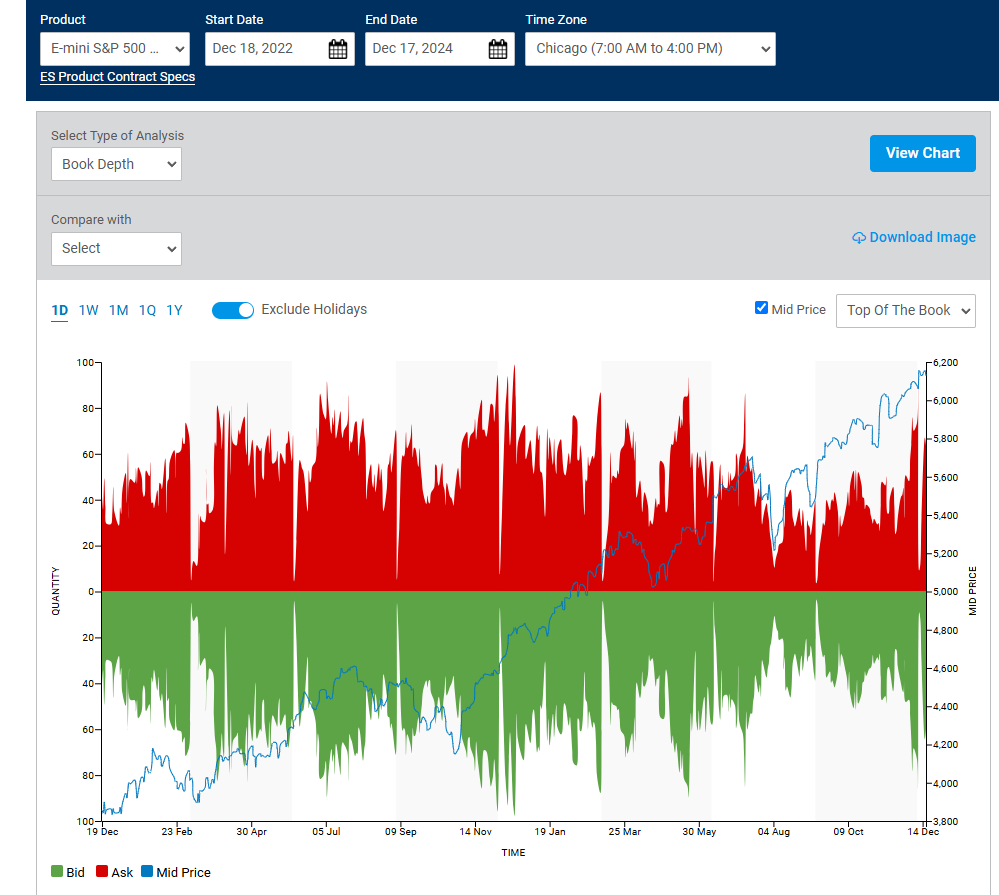 Product Start Date End Date Time Zone
E-mini S&P 500 ... Dec 18, 2022 Dec 17, 2024 Chicago (7:00 AM to 4:00 PM)
ES Product Contract Specs
Select Type of Analysis
Book Depth View Chart
Compare with
Select Download Image
1D 1W 1M 1Q 1Y Exclude Holidays Mid Price Top Of The Book
100 6,200
6,000
80
5,800
60
5,600
40
5,400
20
5,200
0 5,000
20
4,800
4,600
40
4,400
60
4,200
80
4,000
100 3,800
QUANTITY
MID PRICE
19 Dec 23 Feb 30 Apr 05 Jul 09 Sep 14 Nov 19 Jan 25 Mar 30 May 04 Aug 09 Oct 14 Dec
TIME
Bid Ask Mid Price